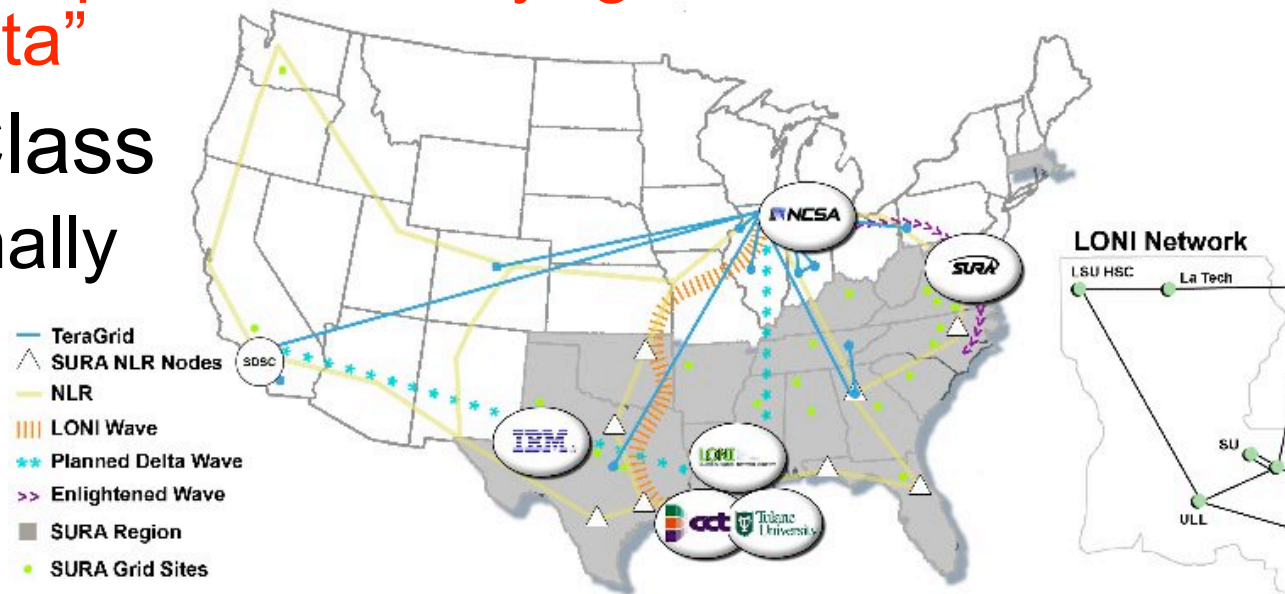 ta”
Class
nally
NCSA
SURA
LONI Network
LSU HSC
La Tech
TeraGrid
SURA NLR Nodes
SDSC
NLR
LONI Wave
IBM
LONI
Planned Delta Wave
Enlightened Wave
cct
Tulane
University
SU
ULL
SURA Region
SURA Grid Sites